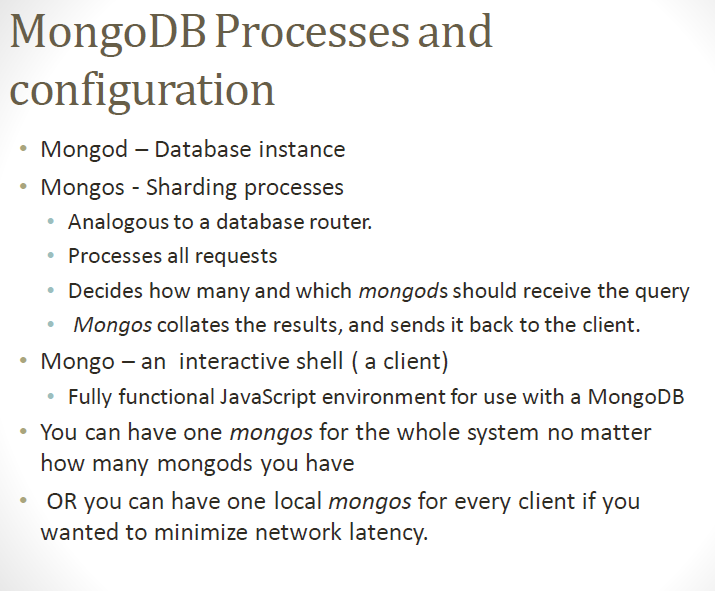 MongoDB Processes and
configuration
• Mongod – Database instance
• Mongos - Sharding processes
• Analogous to a database router.
• Processes all requests
• Decides how many and which mongods should receive the query
• Mongos collates the results, and sends it back to the client.
• Mongo – an  interactive shell ( a client)
• Fully functional JavaScript environment for use with a MongoDB
• You can have one mongos for the whole system no matter
how many mongods you have
• OR you can have one local mongos for every client if you
wanted to minimize network latency.